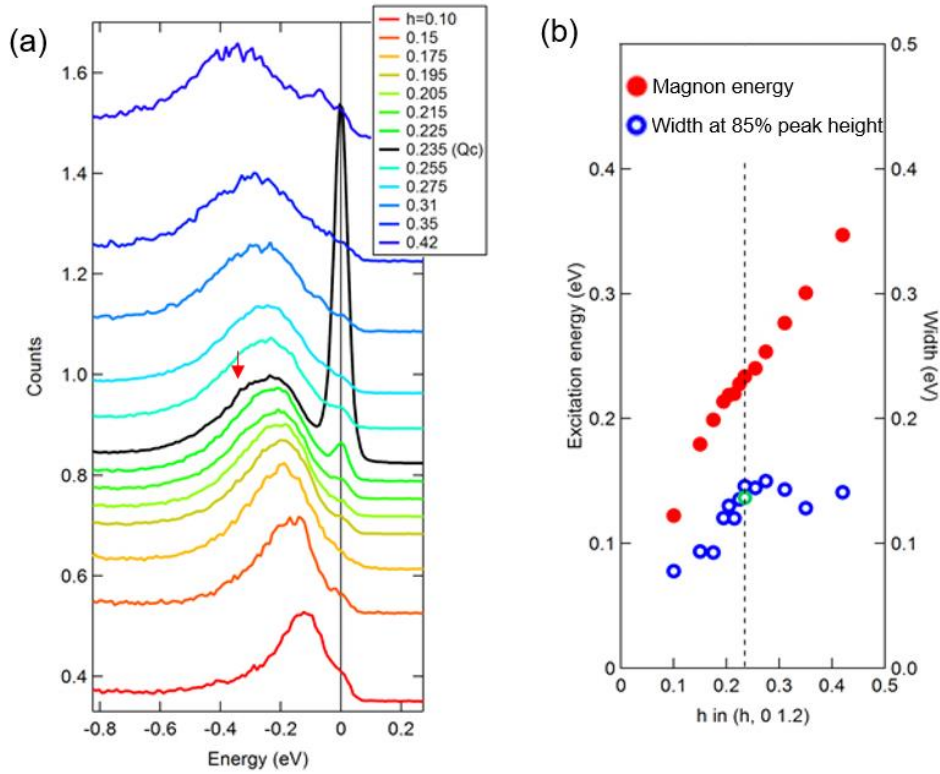 (a)
h=0.10
0.15
0.175
0.195
0.205
0.215
0.225
0.235 (Qc)
0.255
0.275
0.31
0.35
0.42
1.6
1.4
1.2
1.0
0.8
0.6
0.4
Counts
-0.8 -0.6 -0.4 -0.2 0 0.2
Energy (eV)
(b)
Magnon energy
Width at 85% peak height
0.4
0.3
0.2
0.1
0
Excitation energy (eV)
0.5
0.4
0.3
0.2
0.1
0.0
Width (eV)
0 0.1 0.2 0.3 0.4 0.5
h in (h, 0 1.2)